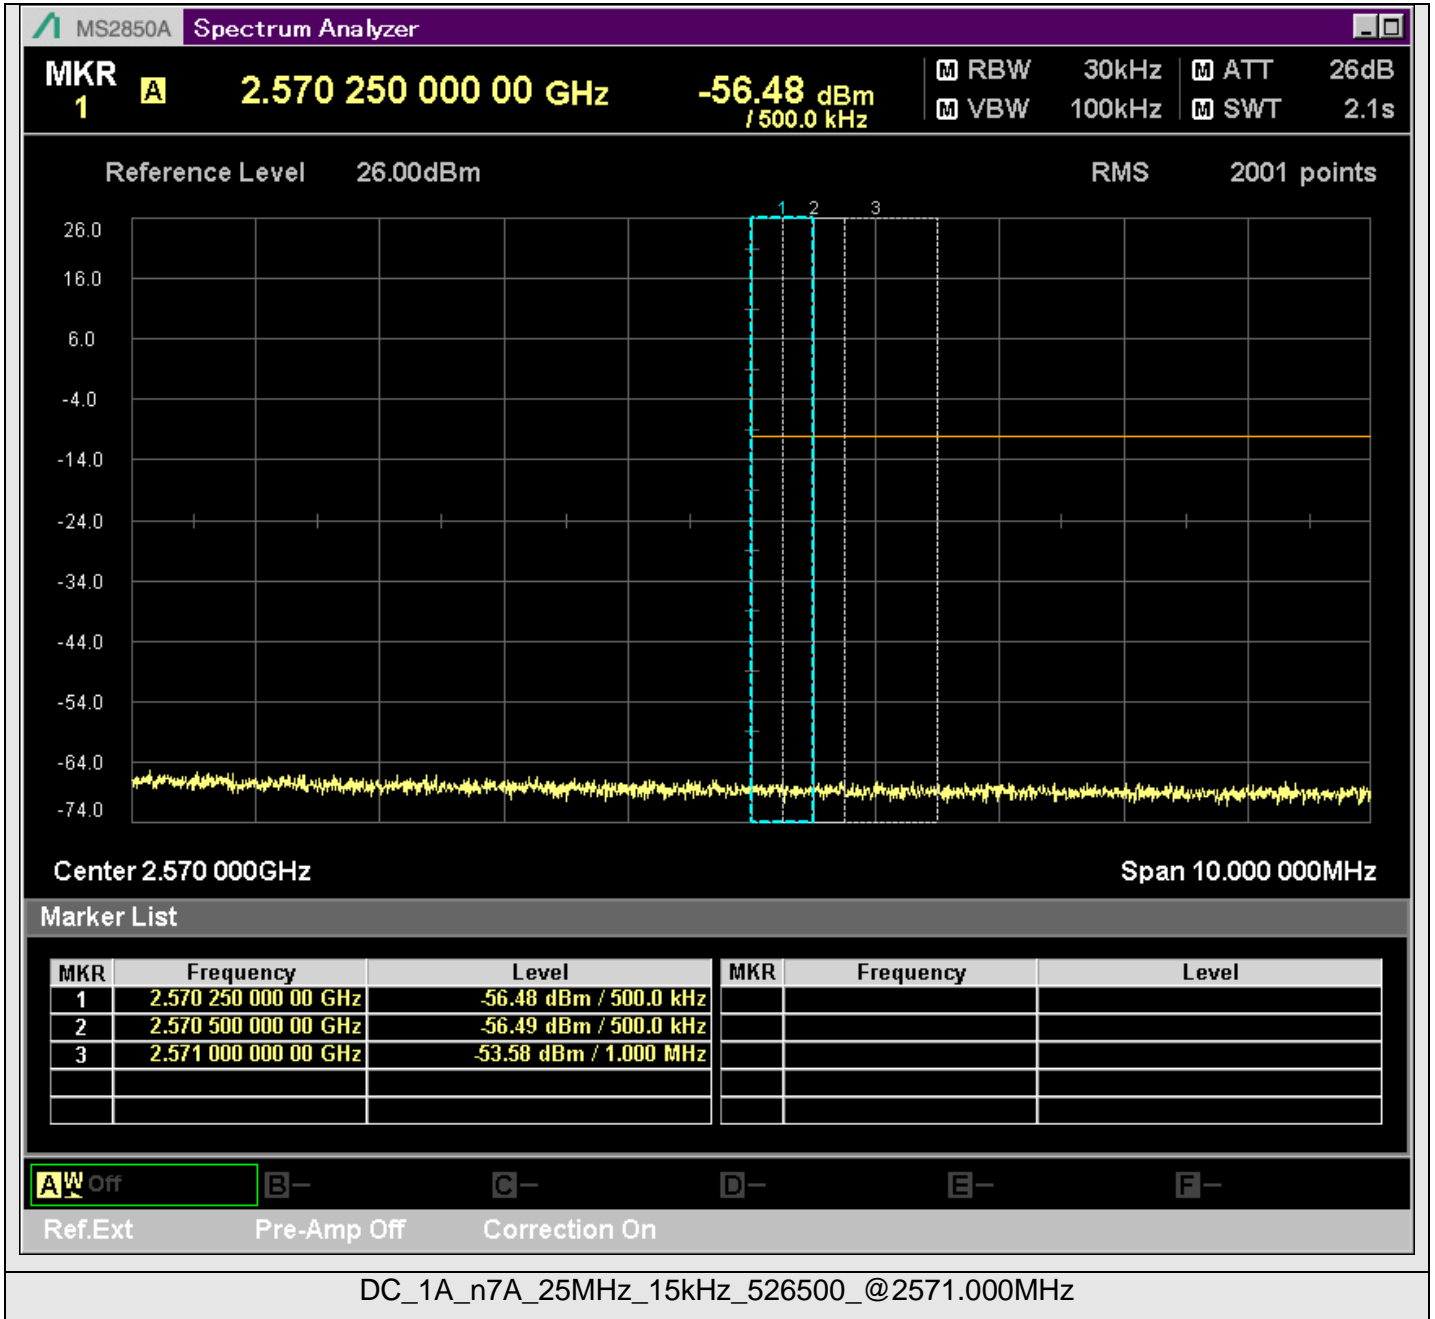 MS2850A Spectrum Analyzer
MKR 1 A 2.570 250 000 00 GHz -56.48 dBm / 500.0 kHz
M RBW 30kHz M ATT 26dB
M VBW 100kHz M SWT 2.1s
Reference Level 26.00dBm RMS 2001 points
1 2 3
26.0
16.0
6.0
-4.0
-14.0
-24.0
-34.0
-44.0
-54.0
-64.0
-74.0
Center 2.570 000GHz Span 10.000 000MHz
Marker List
MKR Frequency Level MKR Frequency Level
1 2.570 250 000 00 GHz -56.48 dBm / 500.0 kHz
2 2.570 500 000 00 GHz -56.49 dBm / 500.0 kHz
3 2.571 000 000 00 GHz -53.58 dBm / 1.000 MHz
A W Off B — C — D — E — F —
Ref.Ext Pre-Amp Off Correction On
DC_1A_n7A_25MHz_15kHz_526500_@2571.000MHz